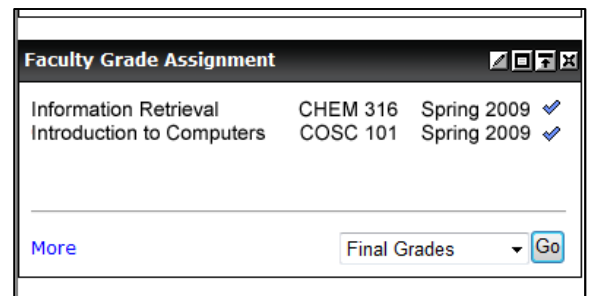 Faculty Grade Assignment
Information Retrieval CHEM 316 Spring 2009
Introduction to Computers COSC 101 Spring 2009
More Final Grades Go